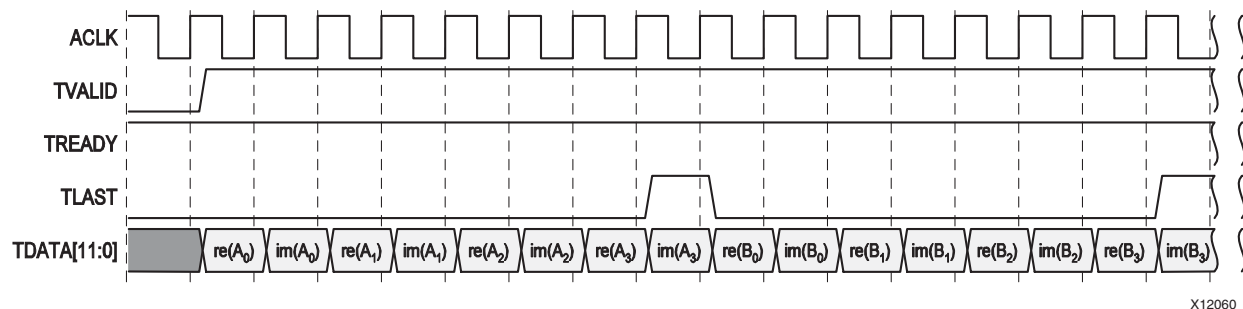 ACLK
TVALID
TREADY
TLAST
TDATA[11:0] re(A₀) im(A₀) re(A₁) im(A₁) re(A₂) im(A₂) re(A₃) im(A₃) re(B₀) im(B₀) re(B₁) im(B₁) re(B₂) im(B₂) re(B₃) im(B₃)
X12060